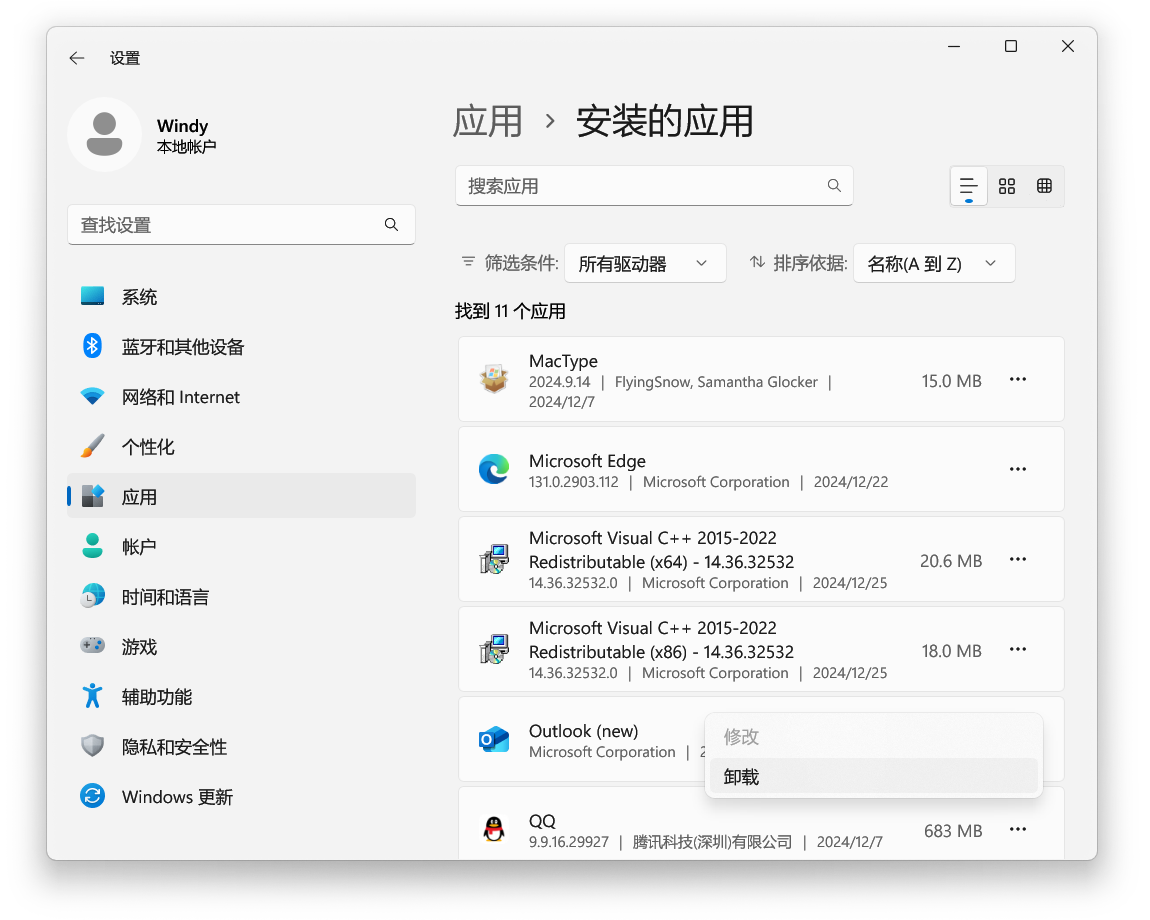 设置
Windy
本地帐户
查找设置
系统
蓝牙和其他设备
网络和 Internet
个性化
应用
帐户
时间和语言
游戏
辅助功能
隐私和安全性
Windows 更新
应用 › 安装的应用
搜索应用
筛选条件: 所有驱动器 排序依据: 名称(A 到 Z)
找到 11 个应用
MacType
2024.9.14 | FlyingSnow, Samantha Glocker |
2024/12/7
15.0 MB
Microsoft Edge
131.0.2903.112 | Microsoft Corporation | 2024/12/22
Microsoft Visual C++ 2015-2022
Redistributable (x64) - 14.36.32532
14.36.32532.0 | Microsoft Corporation | 2024/12/25
20.6 MB
Microsoft Visual C++ 2015-2022
Redistributable (x86) - 14.36.32532
14.36.32532.0 | Microsoft Corporation | 2024/12/25
18.0 MB
Outlook (new)
Microsoft Corporation |
修改
卸载
QQ
9.9.16.29927 | 腾讯科技(深圳)有限公司 | 2024/12/7
683 MB